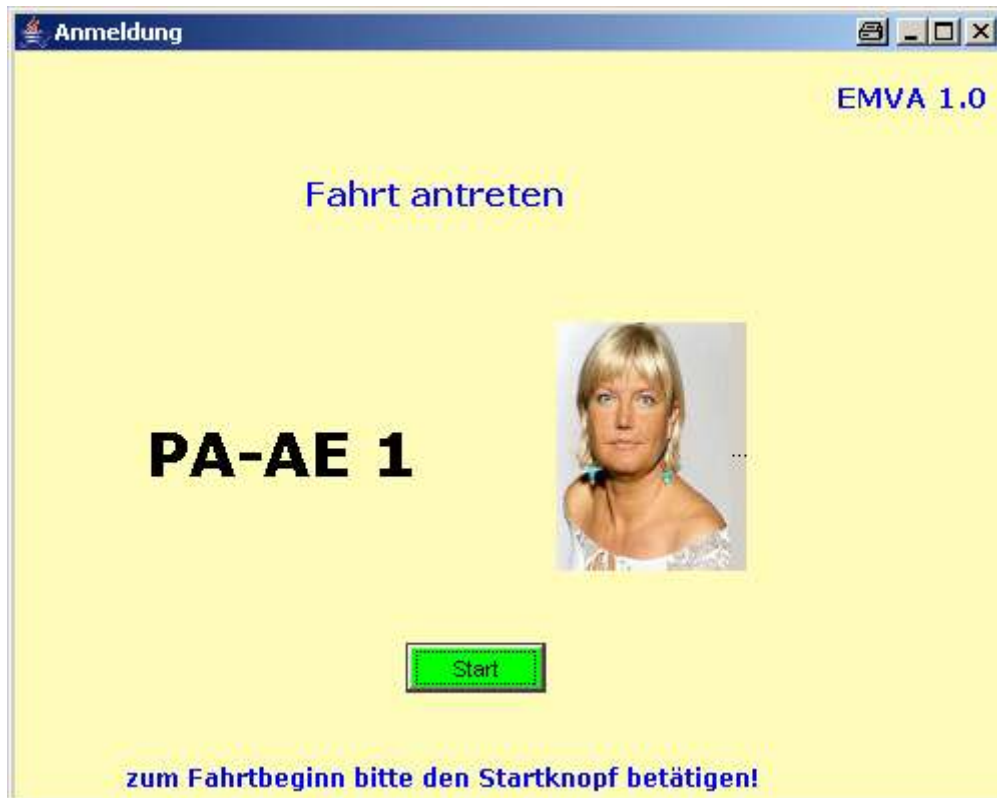 Anmeldung
EMVA 1.0
Fahrt antreten
PA-AE 1
...
Start
zum Fahrtbeginn bitte den Startknopf betätigen!